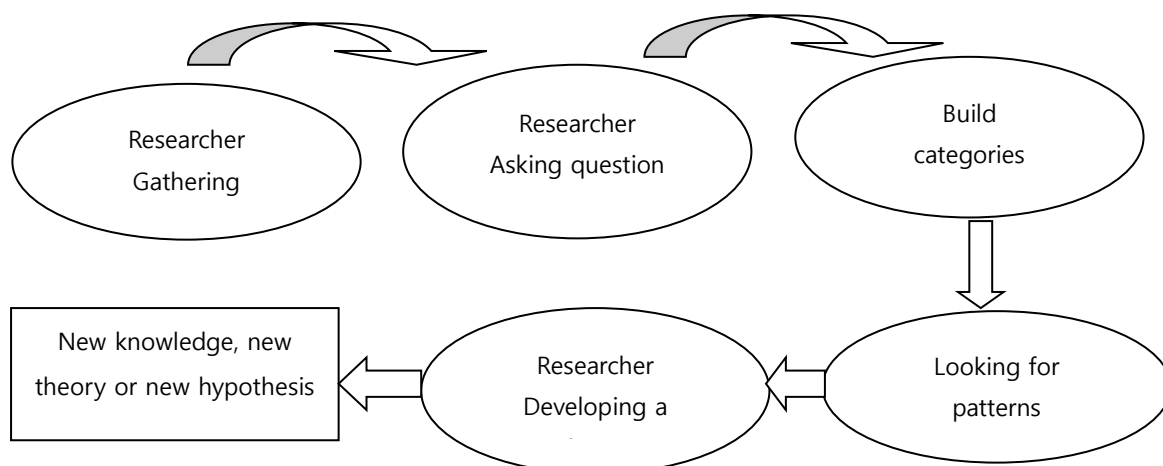 Researcher
Gathering
Researcher
Asking question
Build
categories
Looking for
patterns
Researcher
Developing a
New knowledge, new
theory or new hypothesis